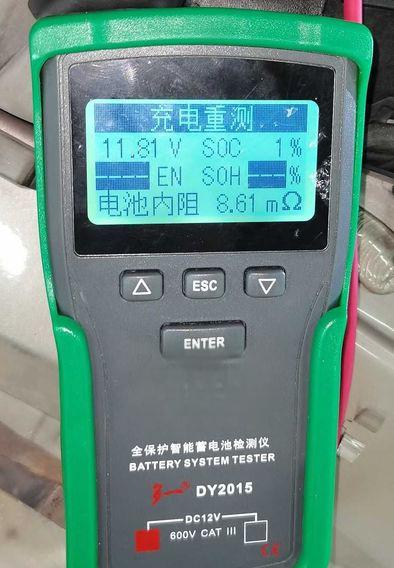 充电重测
11.81 V SOC 1%
---- EN SOH ---%
电池内阻 8.61 mΩ
ESC
ENTER
全保护智能蓄电池检测仪
BATTERY SYSTEM TESTER
DY2015
DC12V
600V CAT III
CE